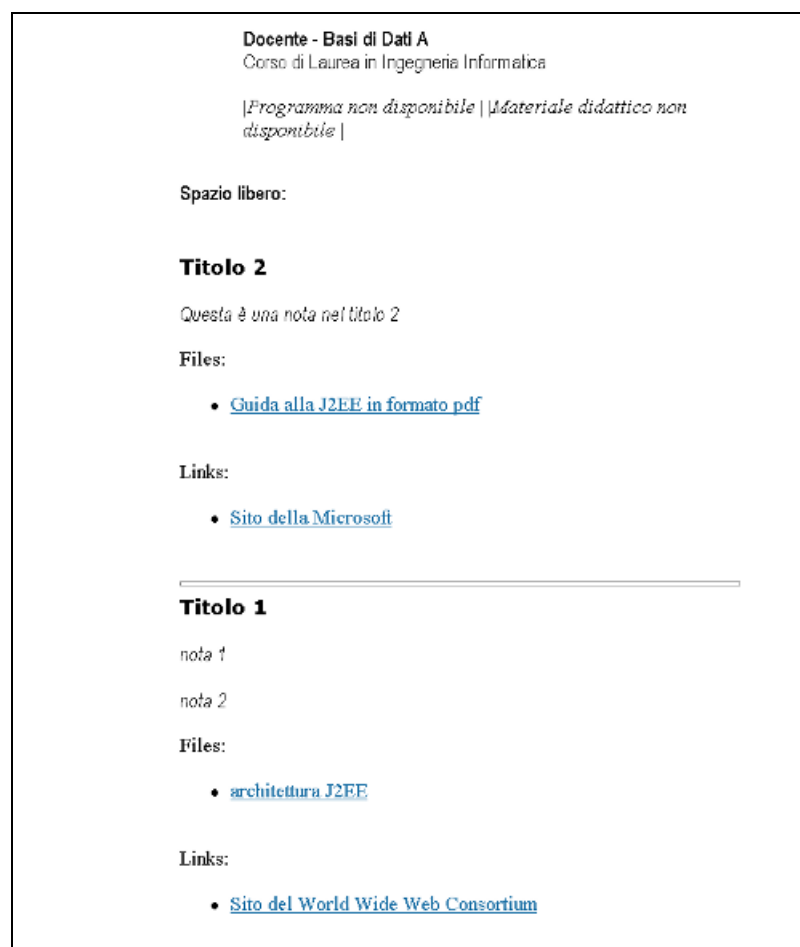 Docente - Basi di Dati A
Corso di Laurea in Ingegneria Informatica
|Programma non disponibile | |Materiale didattico non
disponibile |
Spazio libero:
Titolo 2
Questa è una nota nel titolo 2
Files:
• Guida alla J2EE in formato pdf
Links:
• Sito della Microsoft
Titolo 1
nota 1
nota 2
Files:
• architettura J2EE
Links:
• Sito del World Wide Web Consortium